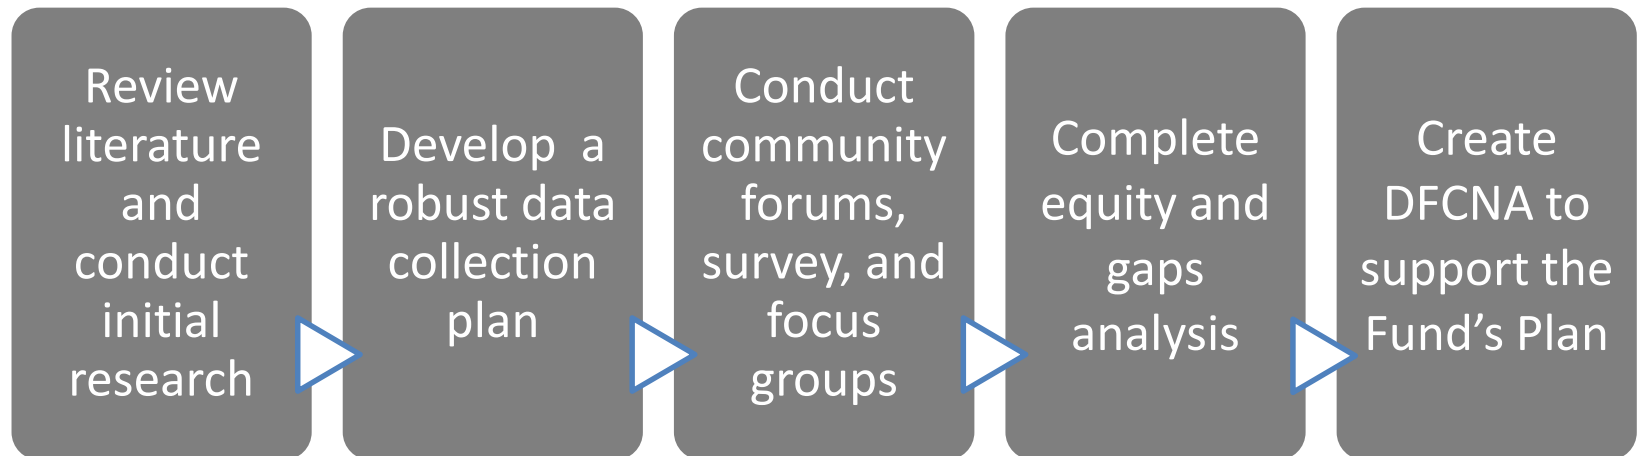 Review
literature
and
conduct
initial
research
Develop  a
robust data
collection
plan
Conduct
community
forums,
survey, and
focus
groups
Complete
equity and
gaps
analysis
Create
DFCNA to
support the
Fund’s Plan